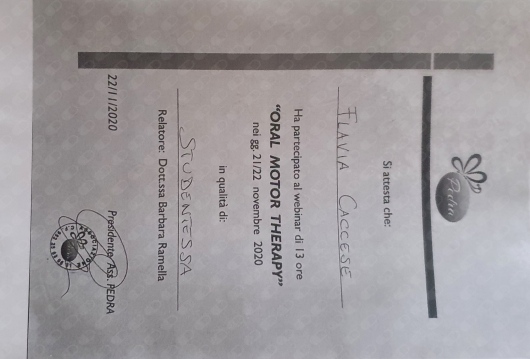 Pedra
Si attesta che:
FLAVIA CACCESE
Ha partecipato al webinar di 13 ore
"ORAL MOTOR THERAPY"
nei gg. 21/22 novembre 2020
in qualità di:
STUDENTESSA
Relatore: Dott.ssa Barbara Ramella
22/11/2020
Presidente Ass. PEDRA